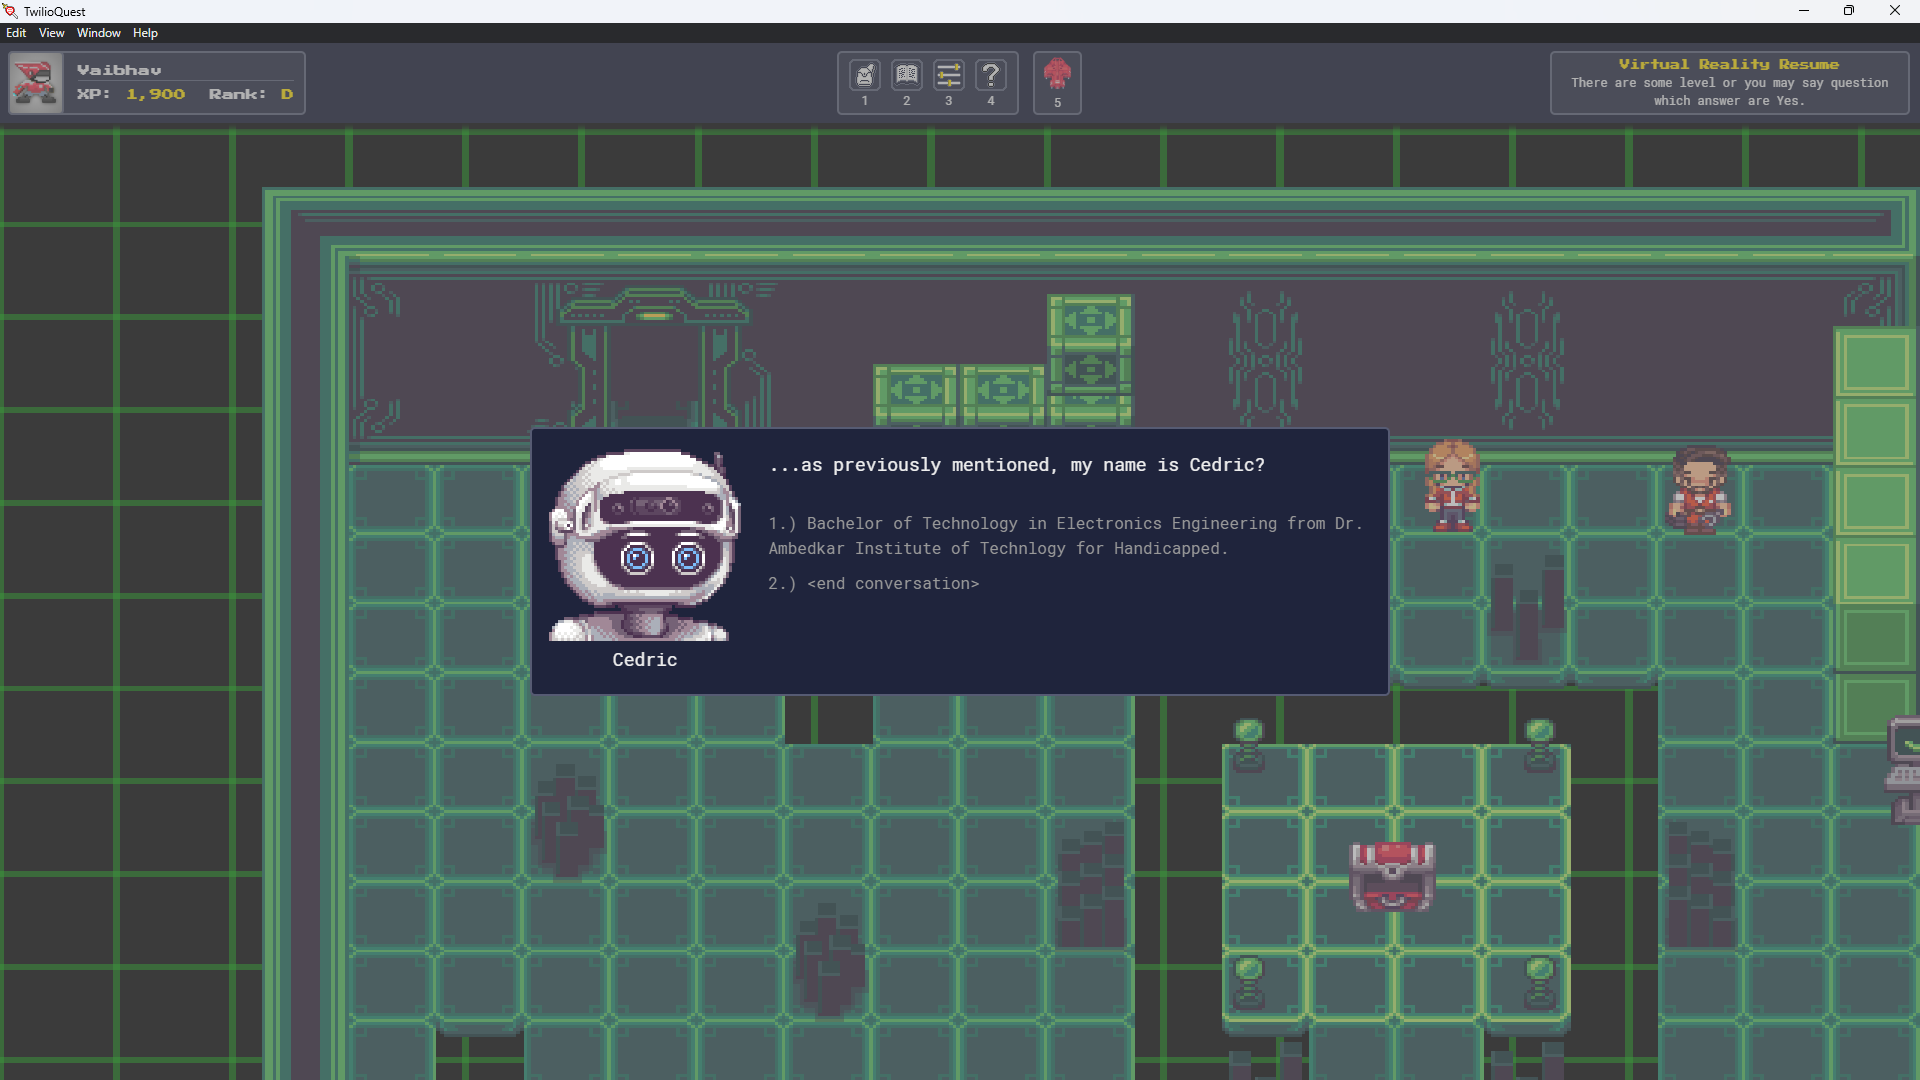 TwilioQuest
Edit View Window Help
Vaibhav
XP: 1,900 Rank: D
1 2 3 4 5
Virtual Reality Resume
There are some level or you may say question
which answer are Yes.
...as previously mentioned, my name is Cedric?
1.) Bachelor of Technology in Electronics Engineering from Dr.
Ambedkar Institute of Technlogy for Handicapped.
2.) <end conversation>
Cedric